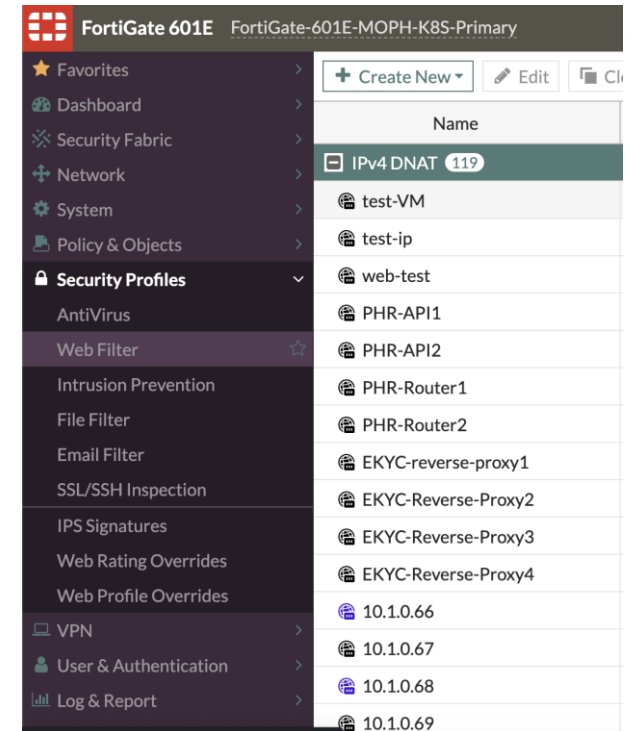 FortiGate 601E FortiGate-601E-MOPH-K8S-Primary
Favorites
Dashboard
Security Fabric
Network
System
Policy & Objects
Security Profiles
AntiVirus
Web Filter
Intrusion Prevention
File Filter
Email Filter
SSL/SSH Inspection
IPS Signatures
Web Rating Overrides
Web Profile Overrides
VPN
User & Authentication
Log & Report
+ Create New Edit Cl
Name
IPv4 DNAT 119
test-VM
test-ip
web-test
PHR-API1
PHR-API2
PHR-Router1
PHR-Router2
EKYC-reverse-proxy1
EKYC-Reverse-Proxy2
EKYC-Reverse-Proxy3
EKYC-Reverse-Proxy4
10.1.0.66
10.1.0.67
10.1.0.68
10.1.0.69